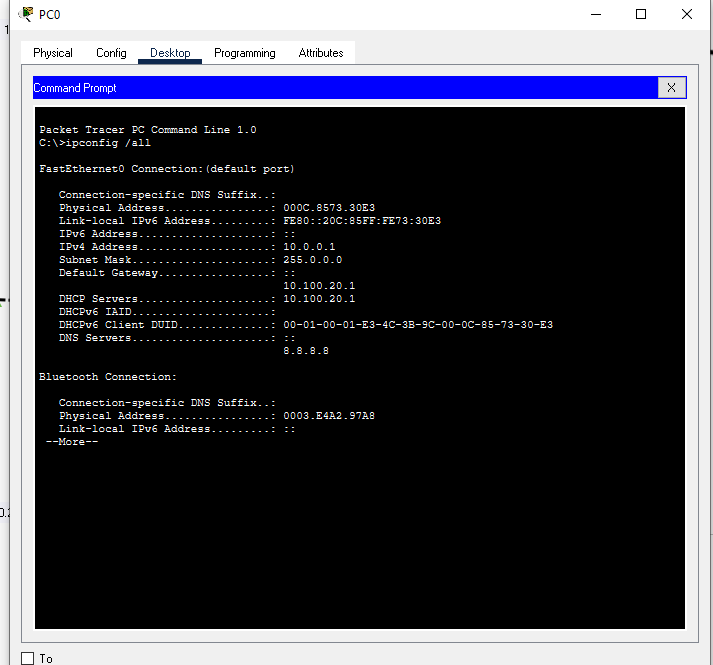 PC0
Physical Config Desktop Programming Attributes
Command Prompt X
Packet Tracer PC Command Line 1.0
C:\>ipconfig /all
FastEthernet0 Connection:(default port)
Connection-specific DNS Suffix..:
Physical Address................: 000C.8573.30E3
Link-local IPv6 Address.........: FE80::20C:85FF:FE73:30E3
IPv6 Address....................: ::
IPv4 Address....................: 10.0.0.1
Subnet Mask.....................: 255.0.0.0
Default Gateway.................: ::
10.100.20.1
DHCP Servers....................: 10.100.20.1
DHCPv6 IAID.....................:
DHCPv6 Client DUID..............: 00-01-00-01-E3-4C-3B-9C-00-0C-85-73-30-E3
DNS Servers.....................: ::
8.8.8.8
Bluetooth Connection:
Connection-specific DNS Suffix..:
Physical Address................: 0003.E4A2.97A8
Link-local IPv6 Address.........: ::
--More--
To